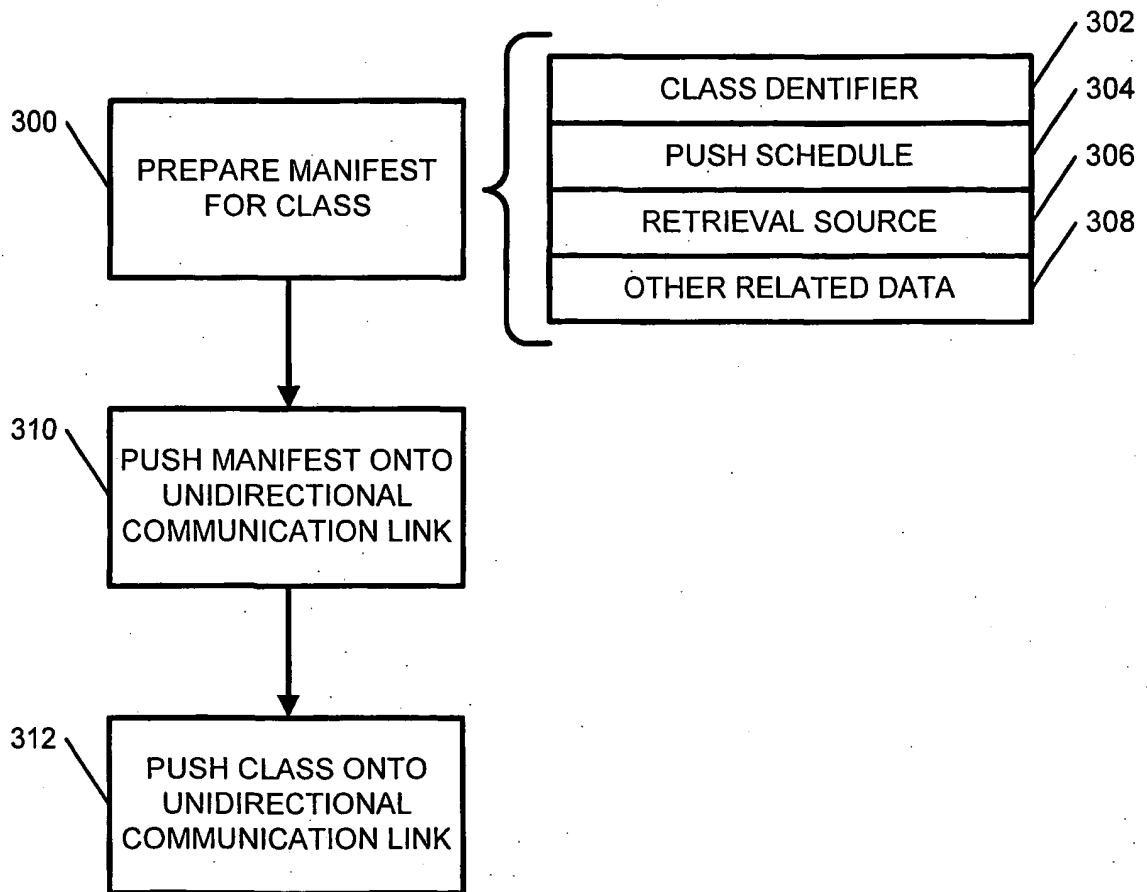 302
CLASS DENTIFIER
304
300
PREPARE MANIFEST
FOR CLASS
PUSH SCHEDULE
306
RETRIEVAL SOURCE
308
OTHER RELATED DATA
310
PUSH MANIFEST ONTO
UNIDIRECTIONAL
COMMUNICATION LINK
312
PUSH CLASS ONTO
UNIDIRECTIONAL
COMMUNICATION LINK